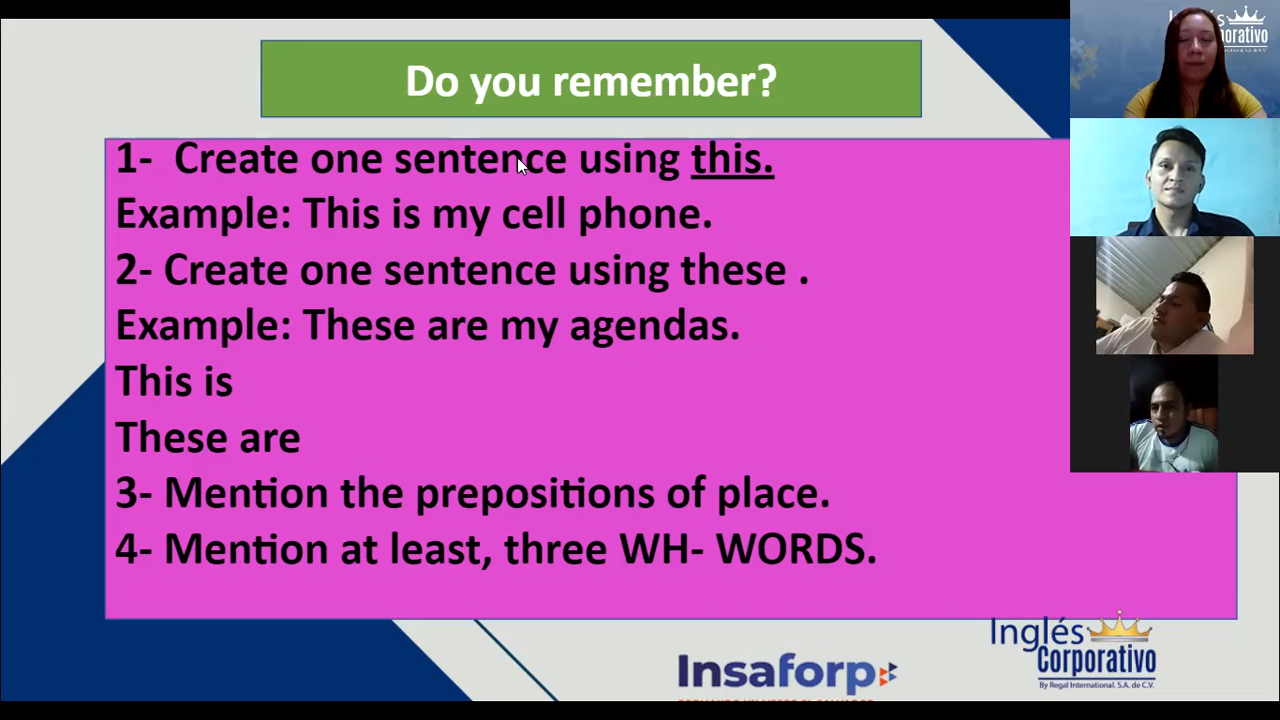 Do you remember?
1- Create one sentence using this.
Example: This is my cell phone.
2- Create one sentence using these .
Example: These are my agendas.
This is
These are
3- Mention the prepositions of place.
4- Mention at least, three WH- WORDS.
Insaforp
Inglés
Corporativo
By Regal International, S.A. de C.V.
Inglés